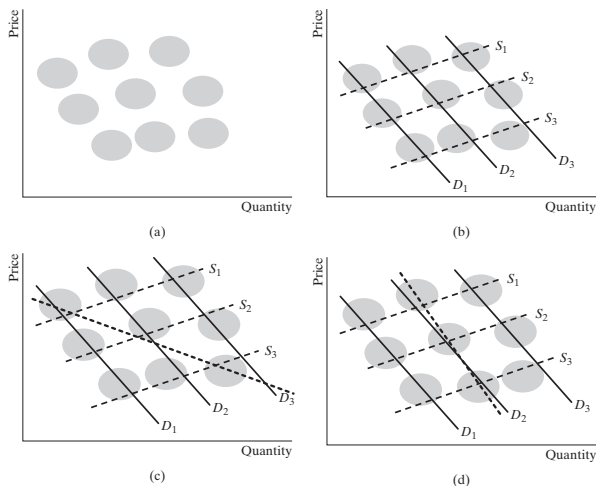 Price
Quantity
(a)
Price
S1
S2
S3
D1
D2
D3
Quantity
(b)
Price
S1
S2
S3
D1
D2
D3
Quantity
(c)
Price
S1
S2
S3
D1
D2
D3
Quantity
(d)